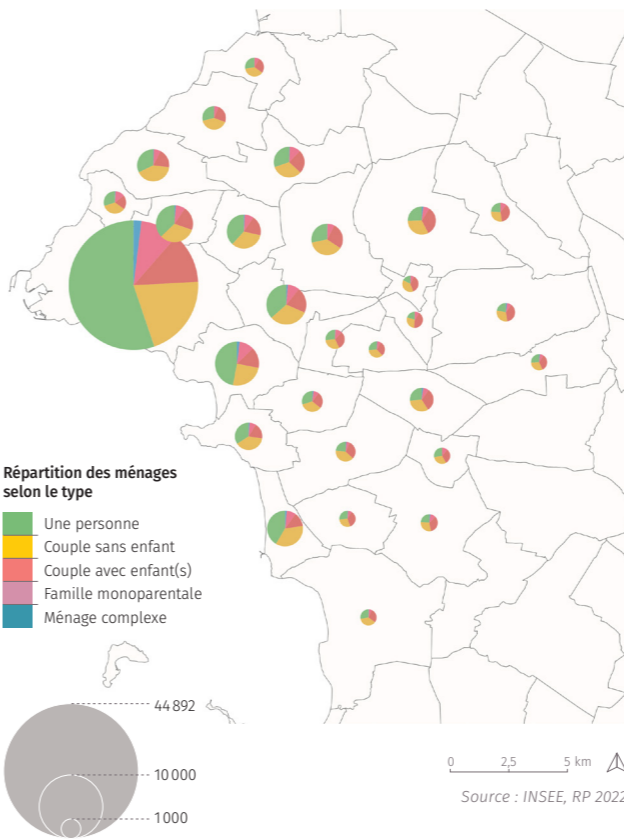 Répartition des ménages
selon le type
Une personne
Couple sans enfant
Couple avec enfant(s)
Famille monoparentale
Ménage complexe
44 892
10 000
1 000
0 2,5 5 km
Source : INSEE, RP 2022